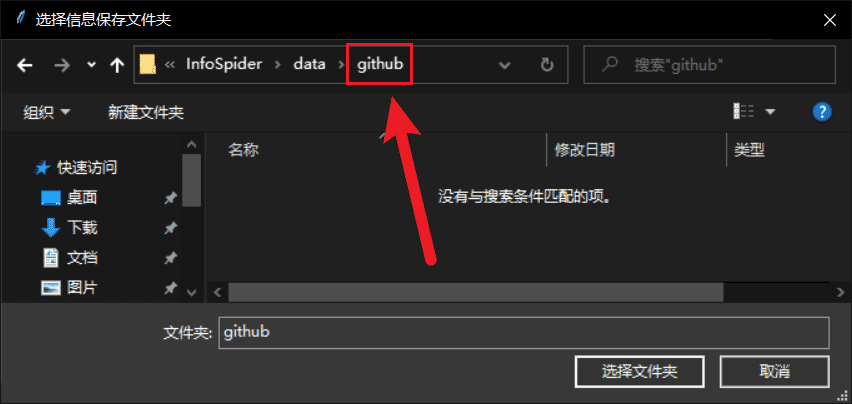 选择信息保存文件夹
« InfoSpider › data › github
搜索"github"
组织
新建文件夹
?
名称
修改日期
类型
快速访问
没有与搜索条件匹配的项。
桌面
下载
文档
图片
文件夹:
github
选择文件夹
取消